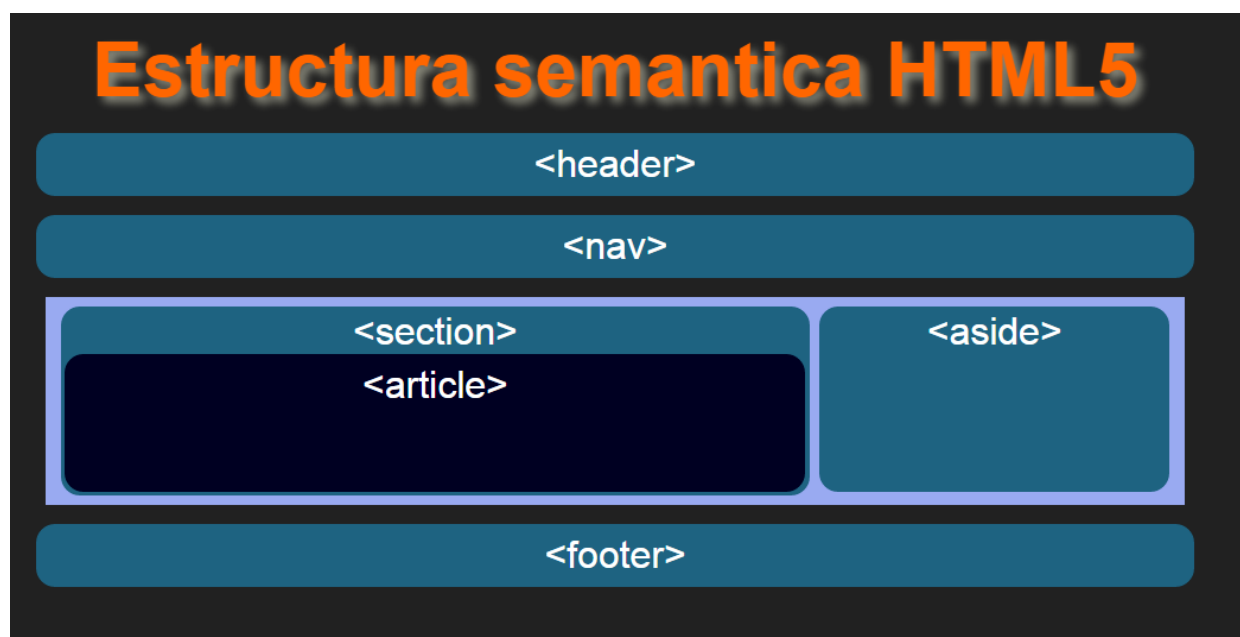 Estructura semantica HTML5
<header>
<nav>
<section>
<article>
<aside>
<footer>